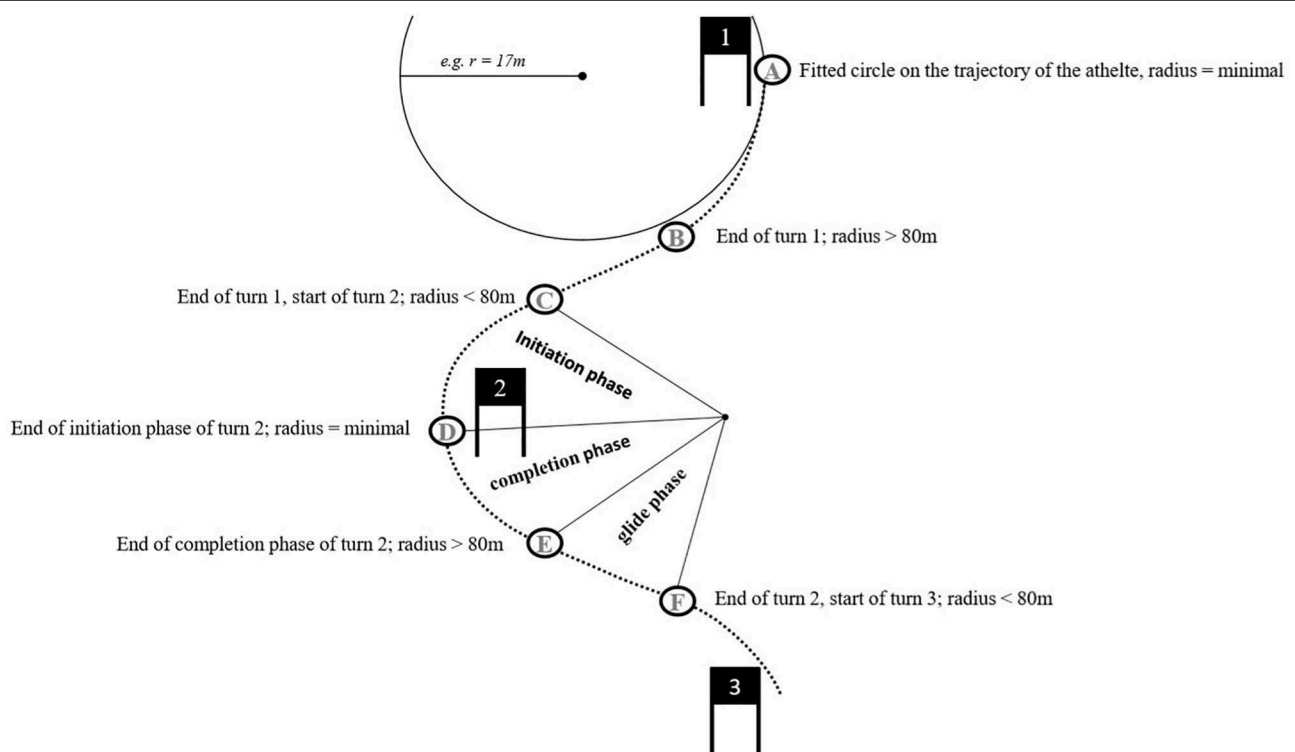 1
e.g. r = 17m
A Fitted circle on the trajectory of the athelte, radius = minimal
B End of turn 1; radius > 80m
End of turn 1, start of turn 2; radius < 80m C
Initiation phase
2
End of initiation phase of turn 2; radius = minimal D
completion phase
glide phase
End of completion phase of turn 2; radius > 80m E
F End of turn 2, start of turn 3; radius < 80m
3